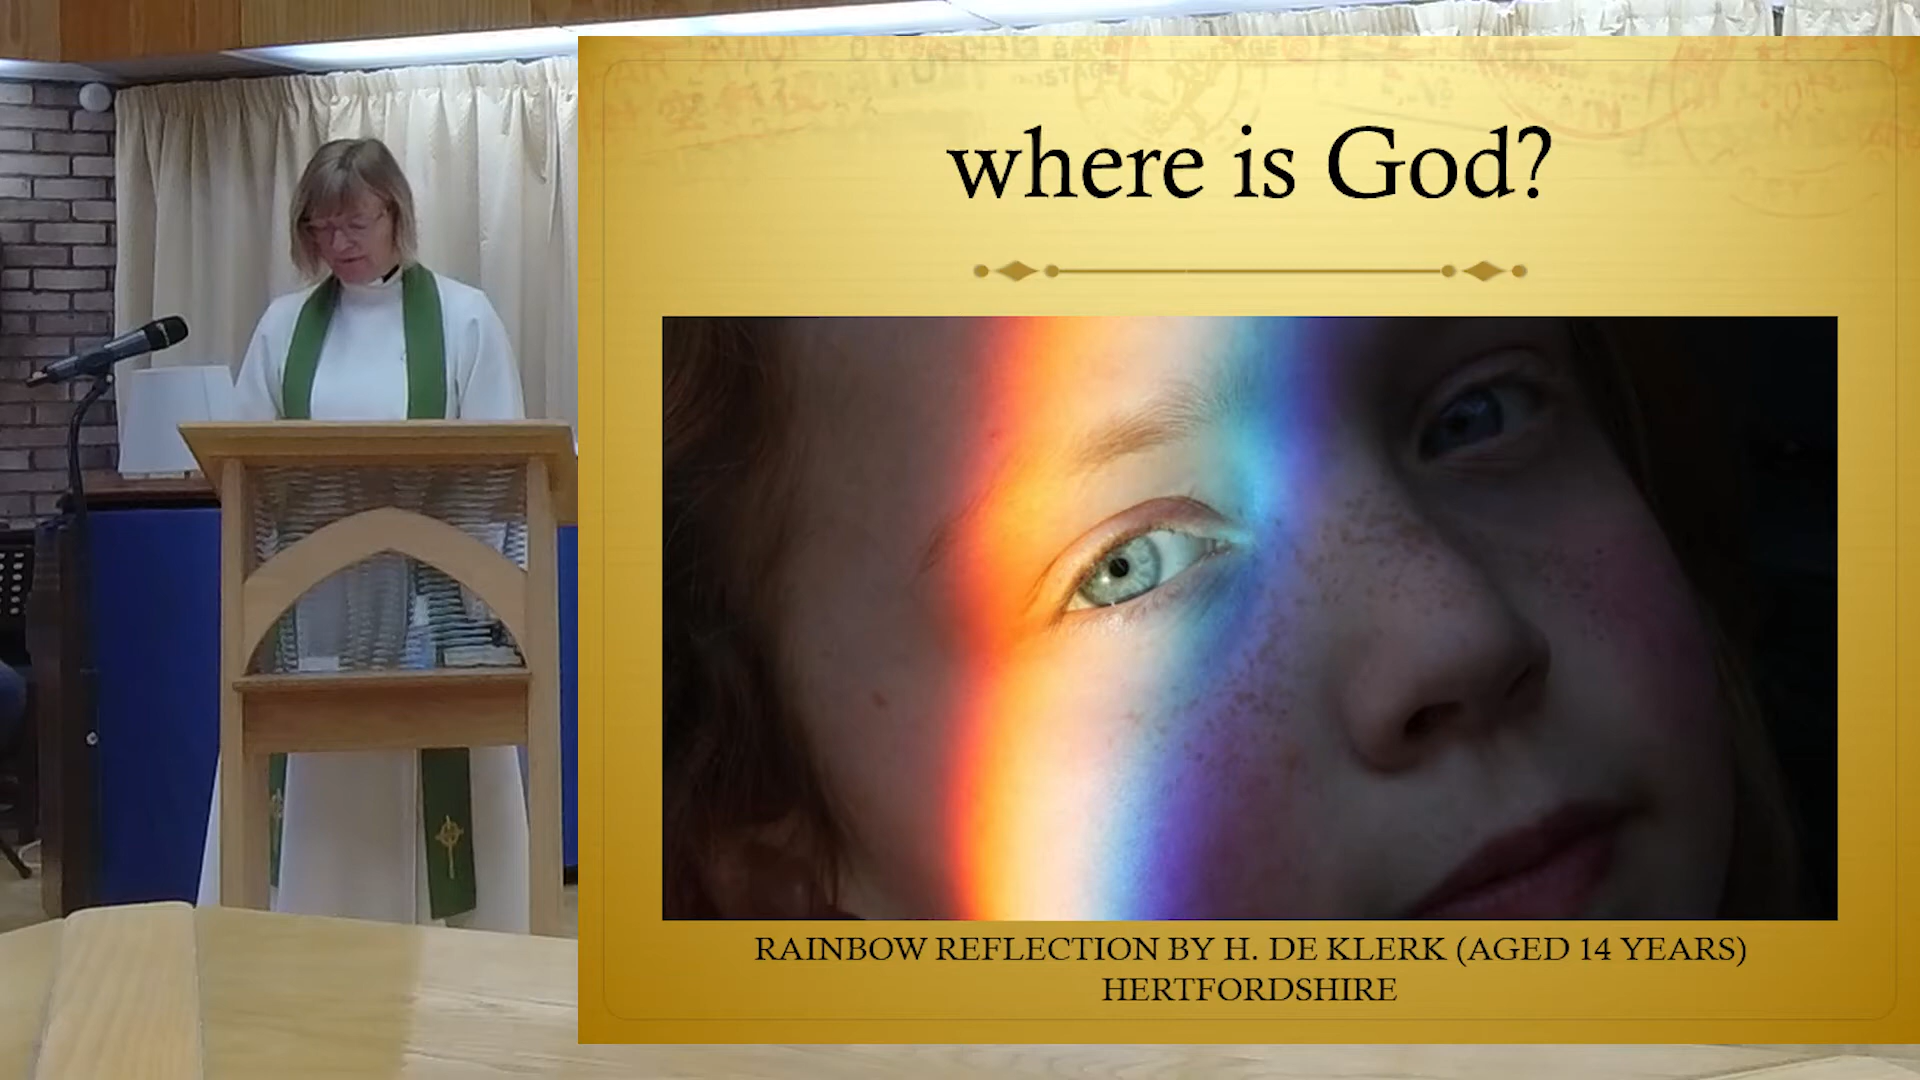 where is God?
RAINBOW REFLECTION BY H. DE KLERK (AGED 14 YEARS)
HERTFORDSHIRE